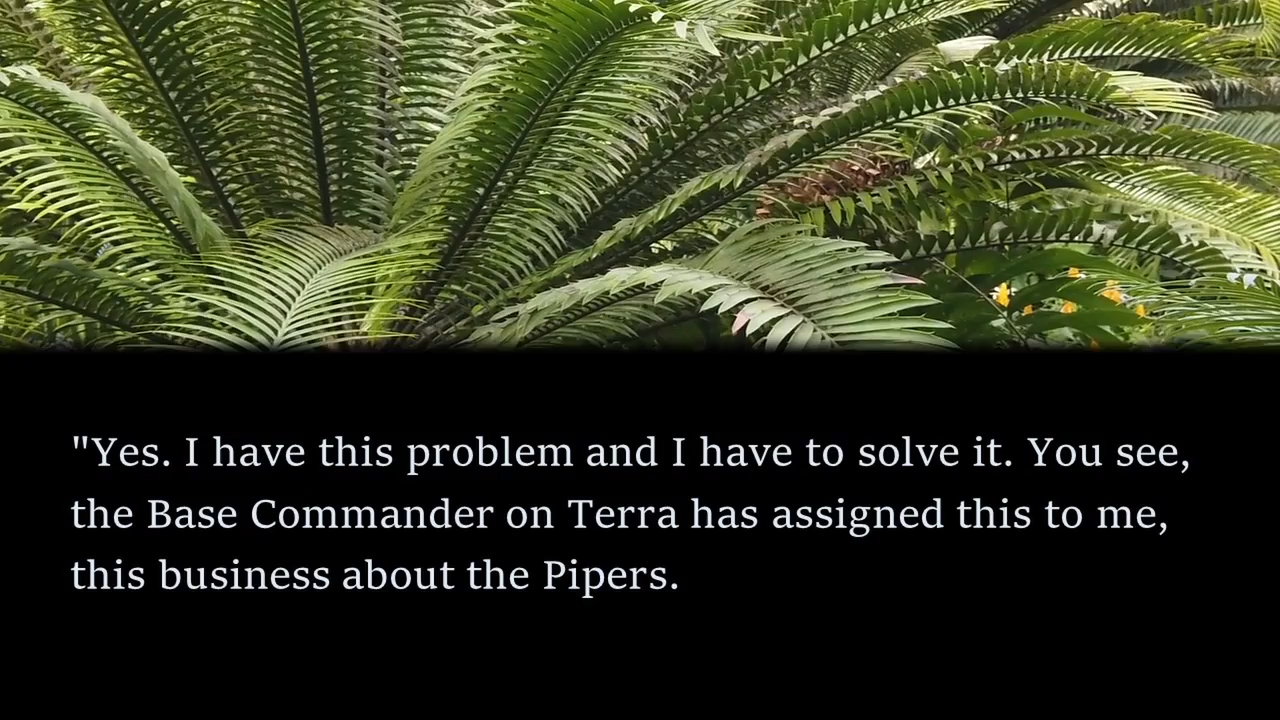 "Yes. I have this problem and I have to solve it. You see,
the Base Commander on Terra has assigned this to me,
this business about the Pipers.